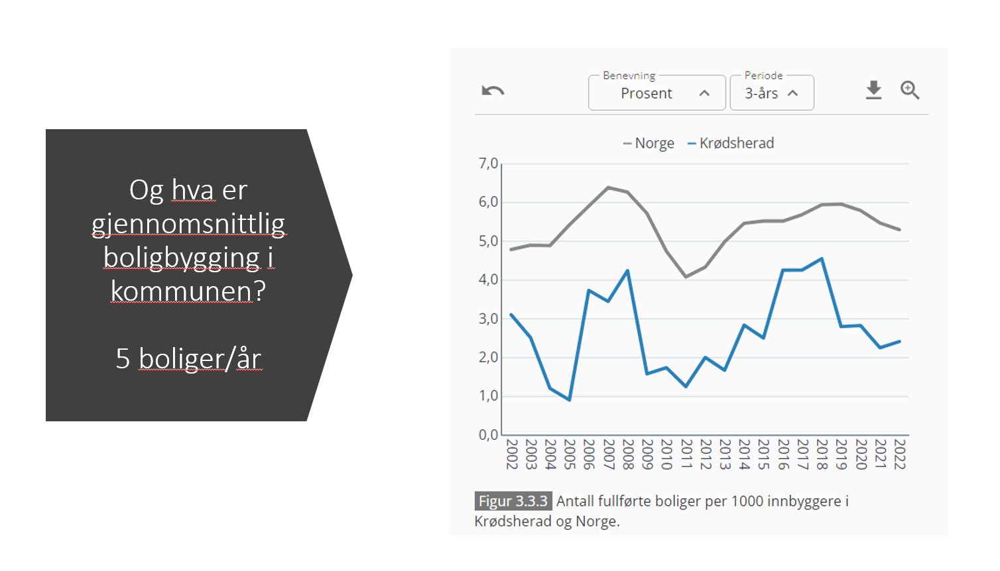 Og hva er
gjennomsnittlig
boligbygging i
kommunen?
5 boliger/år
Benevning
Prosent
Periode
3-års
Norge
Krødsherad
7,0
6,0
5,0
4,0
3,0
2,0
1,0
0,0
2002
2003
2004
2005
2006
2007
2008
2009
2010
2011
2012
2013
2014
2015
2016
2017
2018
2019
2020
2021
2022
Figur 3.3.3 Antall fullførte boliger per 1000 innbyggere i
Krødsherad og Norge.